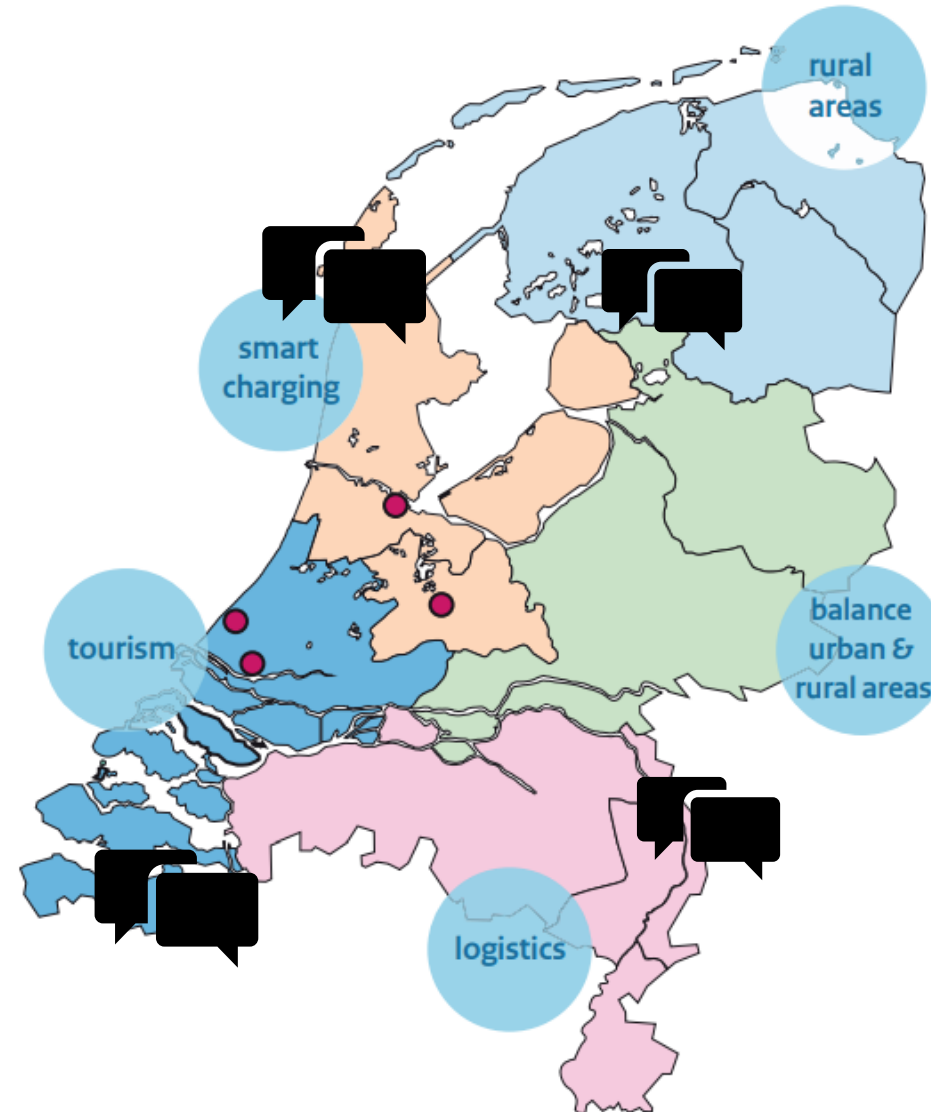 rural
areas
smart
charging
tourism
balance
urban &
rural areas
logistics